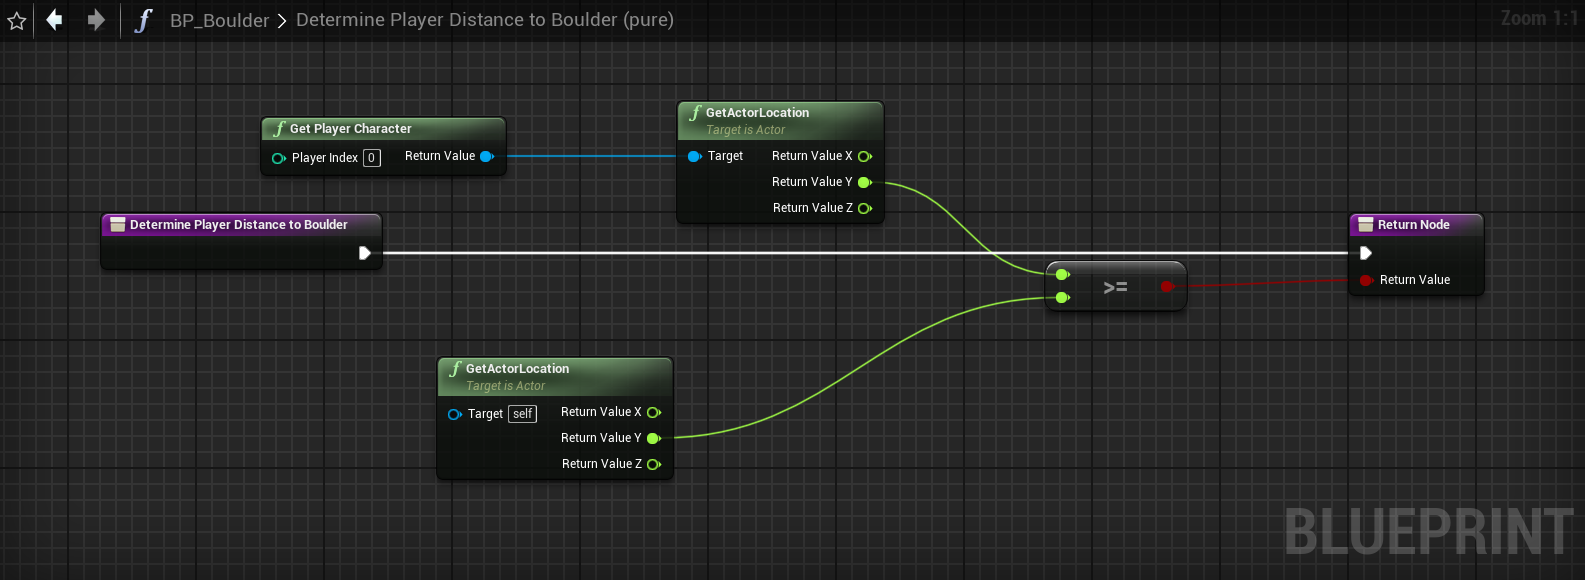 BP_Boulder > Determine Player Distance to Boulder (pure)
Zoom 1:1
f Get Player Character
Player Index 0 Return Value
f GetActorLocation
Target is Actor
Target Return Value X
Return Value Y
Return Value Z
Determine Player Distance to Boulder
>=
Return Node
Return Value
f GetActorLocation
Target is Actor
Target self Return Value X
Return Value Y
Return Value Z
BLUEPRINT